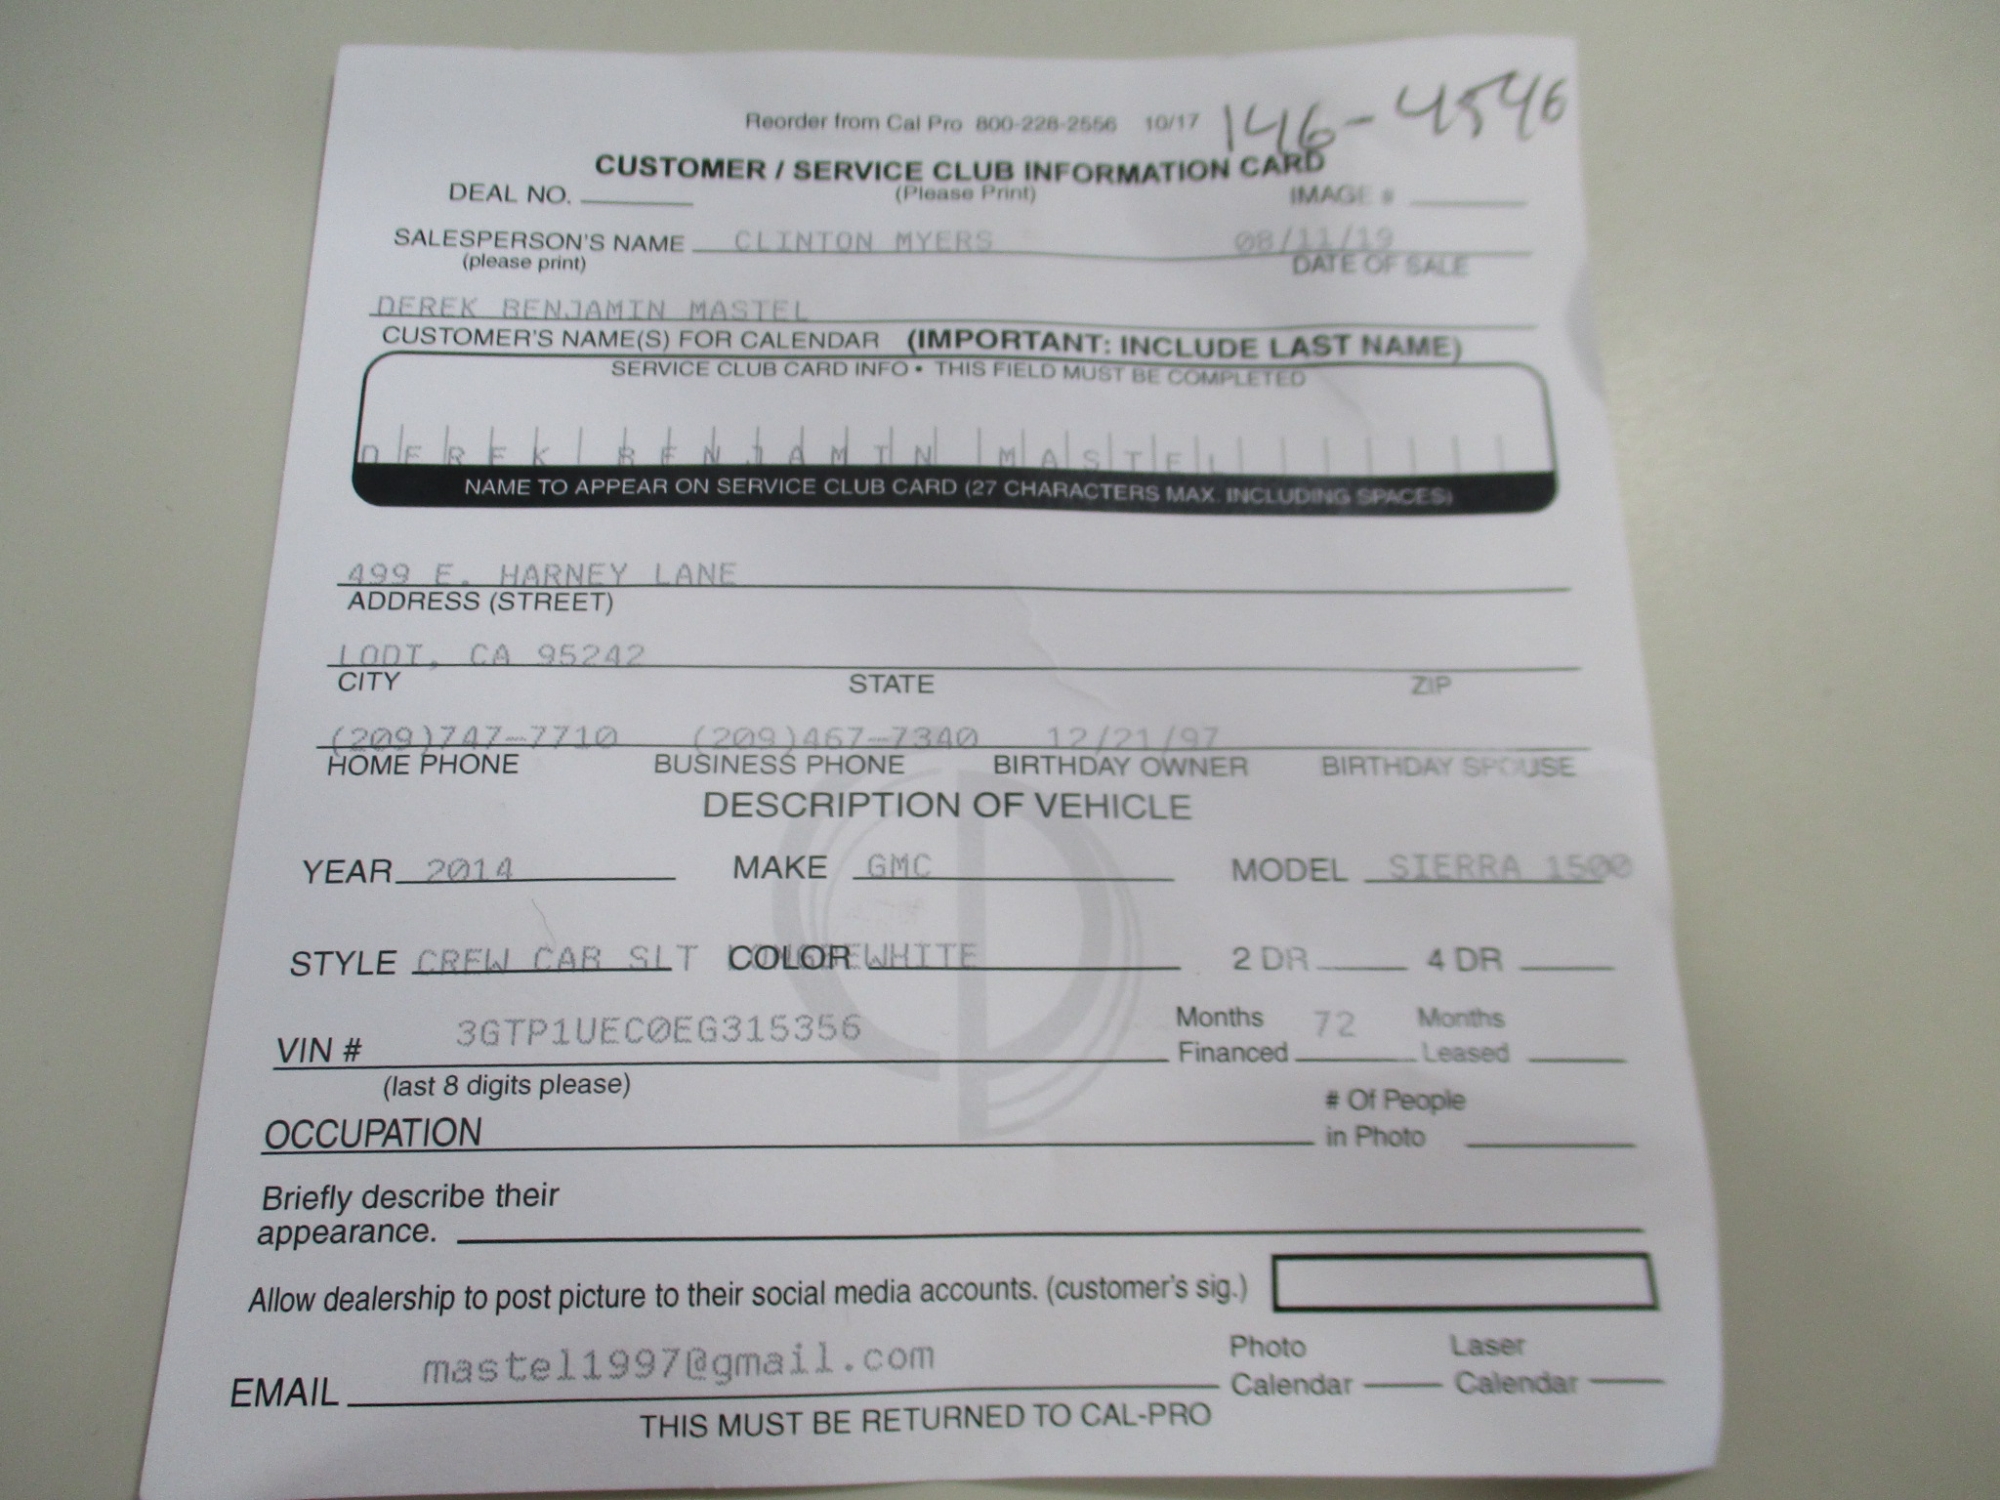 Reorder from Cal Pro 800-228-2556 10/17 146-4546
CUSTOMER / SERVICE CLUB INFORMATION CARD
DEAL NO. (Please Print) IMAGE #
SALESPERSON'S NAME CLINTON MYERS 08/11/19
(please print) DATE OF SALE
DEREK BENJAMIN MASTEL
CUSTOMER'S NAME(S) FOR CALENDAR (IMPORTANT: INCLUDE LAST NAME)
SERVICE CLUB CARD INFO • THIS FIELD MUST BE COMPLETED
DEREK BENJAMIN MASTEL
NAME TO APPEAR ON SERVICE CLUB CARD (27 CHARACTERS MAX. INCLUDING SPACES)
499 E. HARNEY LANE
ADDRESS (STREET)
LODI, CA 95242
CITY STATE ZIP
(209)747-7710 (209)467-7340 12/21/97
HOME PHONE BUSINESS PHONE BIRTHDAY OWNER BIRTHDAY SPOUSE
DESCRIPTION OF VEHICLE
YEAR 2014 MAKE GMC MODEL SIERRA 1500
STYLE CREW CAB SLT COLOR WHITE 2 DR 4 DR
VIN # 3GTP1UEC0EG315356 Months Financed 72 Months Leased
(last 8 digits please)
OCCUPATION # Of People in Photo
Briefly describe their
appearance.
Allow dealership to post picture to their social media accounts. (customer's sig.)
EMAIL mastel1997@gmail.com Photo Calendar Laser Calendar
THIS MUST BE RETURNED TO CAL-PRO